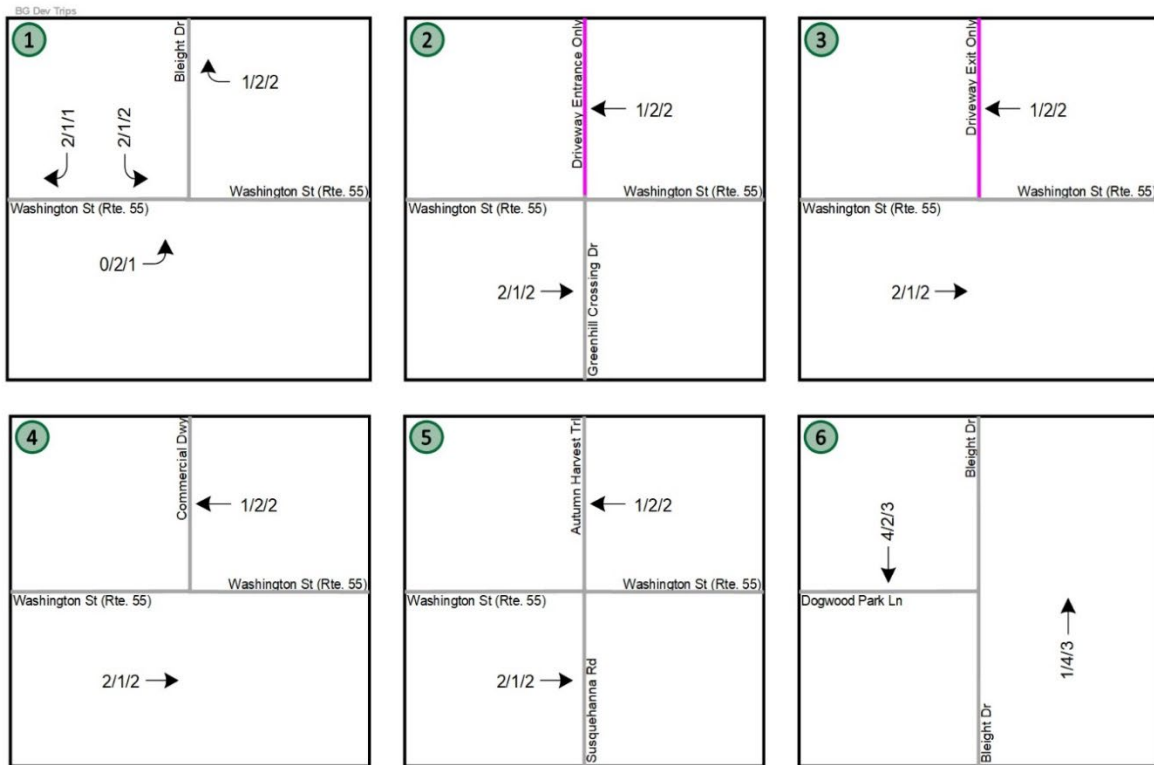 BG Dev Trips
1
Bleight Dr
1/2/2
2/1/1
2/1/2
Washington St (Rte. 55)
Washington St (Rte. 55)
0/2/1
2
Driveway Entrance Only
1/2/2
Washington St (Rte. 55)
Washington St (Rte. 55)
2/1/2
Greenhill Crossing Dr
3
Driveway Exit Only
1/2/2
Washington St (Rte. 55)
Washington St (Rte. 55)
2/1/2
4
Commercial Dwy
1/2/2
Washington St (Rte. 55)
Washington St (Rte. 55)
2/1/2
5
Autumn Harvest Trl
1/2/2
Washington St (Rte. 55)
Washington St (Rte. 55)
2/1/2
Susquehanna Rd
6
Bleight Dr
4/2/3
Dogwood Park Ln
1/4/3
Bleight Dr